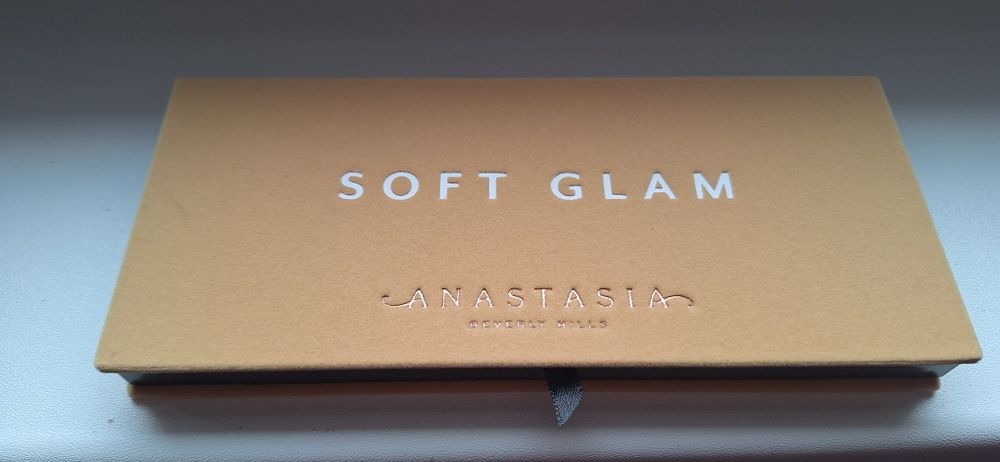 SOFT GLAM
ANASTASIA
BEVERLY HILLS